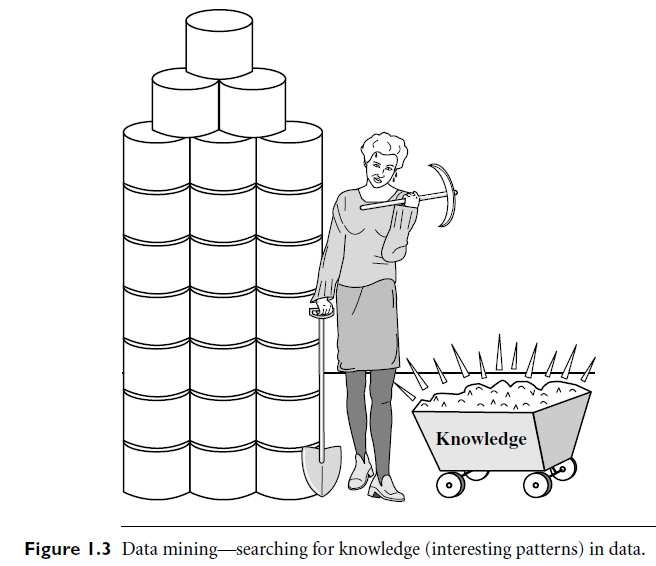 Knowledge
Figure 1.3 Data mining—searching for knowledge (interesting patterns) in data.